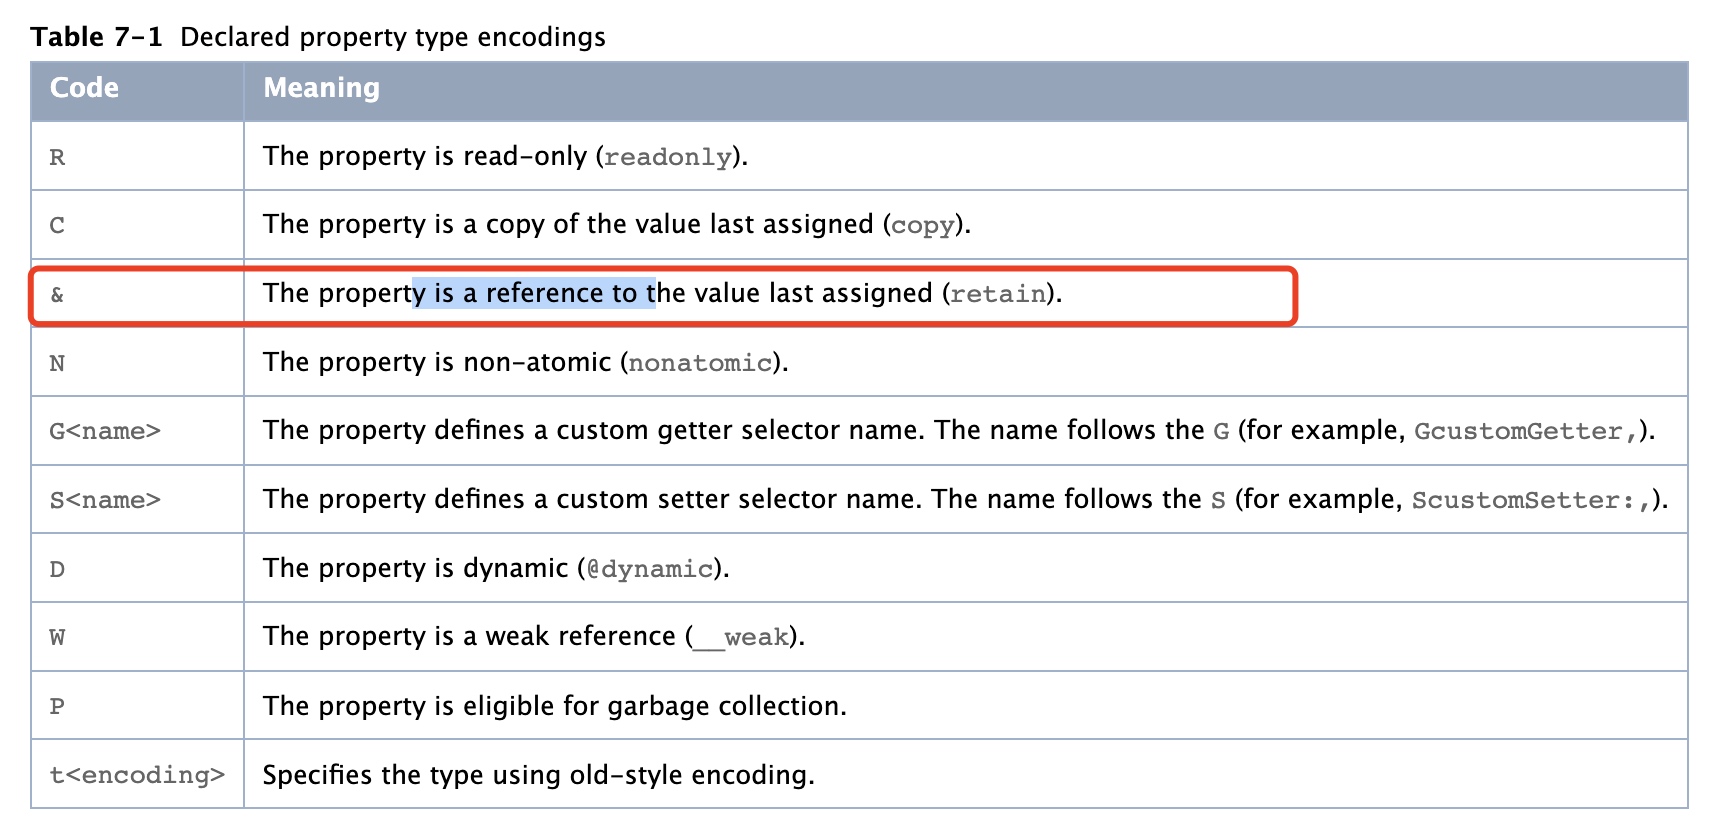 Table 7-1 Declared property type encodings
Code Meaning
R The property is read-only (readonly).
C The property is a copy of the value last assigned (copy).
& The property is a reference to the value last assigned (retain).
N The property is non-atomic (nonatomic).
G<name> The property defines a custom getter selector name. The name follows the G (for example, GcustomGetter,).
S<name> The property defines a custom setter selector name. The name follows the S (for example, ScustomSetter:,).
D The property is dynamic (@dynamic).
W The property is a weak reference (__weak).
P The property is eligible for garbage collection.
t<encoding> Specifies the type using old-style encoding.